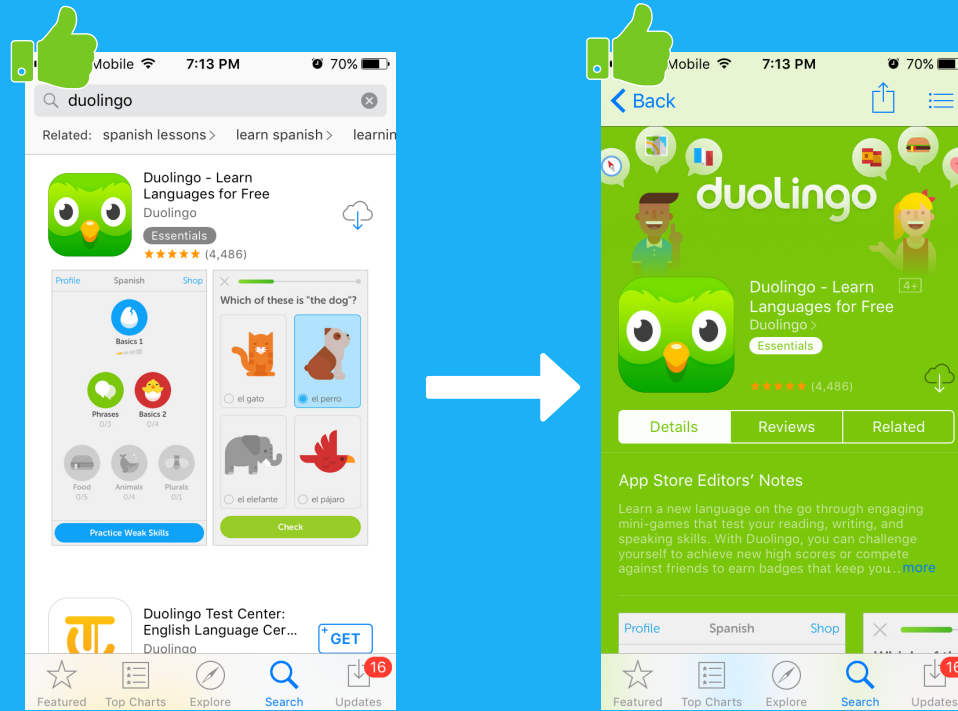 Mobile 7:13 PM 70%
duolingo
Related: spanish lessons > learn spanish > learnin
Duolingo - Learn
Languages for Free
Duolingo
Essentials
★★★★★ (4,486)
Profile Spanish Shop
Basics 1
Phrases Basics 2
0/3 0/4
Food Animals Plurals
0/5 0/4 0/1
Practice Weak Skills
Which of these is "the dog"?
el gato el perro
el elefante el pájaro
Check
Duolingo Test Center:
English Language Cer...
Duolingo
+GET
16
Featured Top Charts Explore Search Updates
Mobile 7:13 PM 70%
Back
duolingo
Duolingo - Learn 4+
Languages for Free
Duolingo >
Essentials
★★★★★ (4,486)
Details Reviews Related
App Store Editors’ Notes
Learn a new language on the go through engaging
mini-games that test your reading, writing, and
speaking skills. With Duolingo, you can challenge
yourself to achieve new high scores or compete
against friends to earn badges that keep you...more
Profile Spanish Shop
16
Featured Top Charts Explore Search Updates